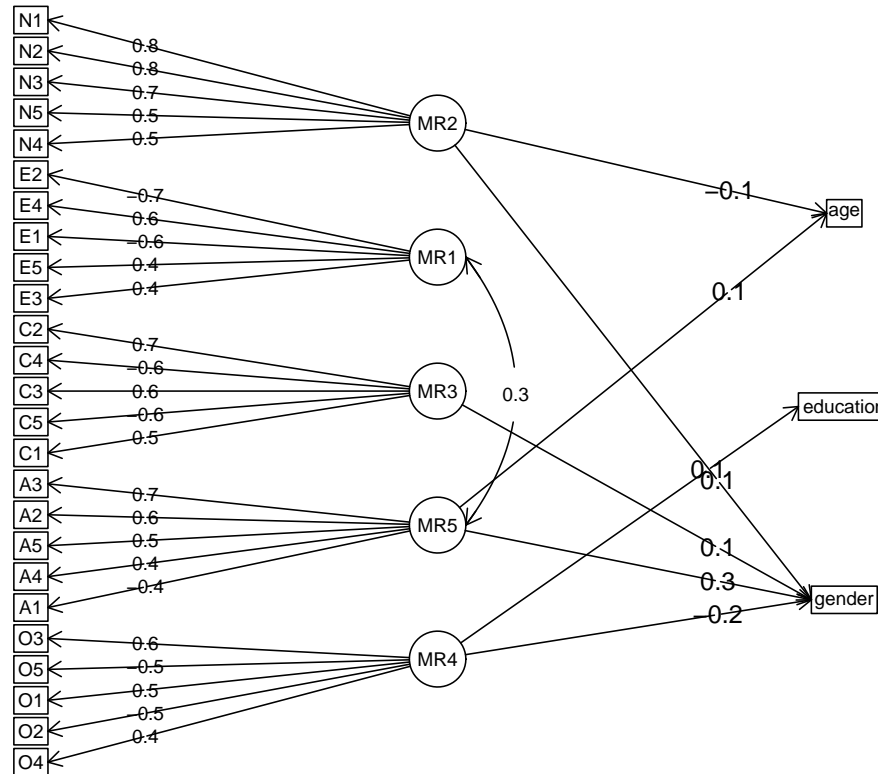 N1
N2
N3
N5
N4
E2
E4
E1
E5
E3
C2
C4
C3
C5
C1
A3
A2
A5
A4
A1
O3
O5
O1
O2
O4
0.8
0.8
0.7
0.5
0.5
−0.7
0.6
−0.6
0.4
0.4
0.7
−0.6
0.6
−0.6
0.5
0.7
0.6
0.5
0.4
−0.4
0.6
−0.5
0.5
−0.5
0.4
MR2
MR1
MR3
MR5
MR4
0.3
−0.1
0.1
0.1
0.1
0.1
0.3
−0.2
age
education
gender